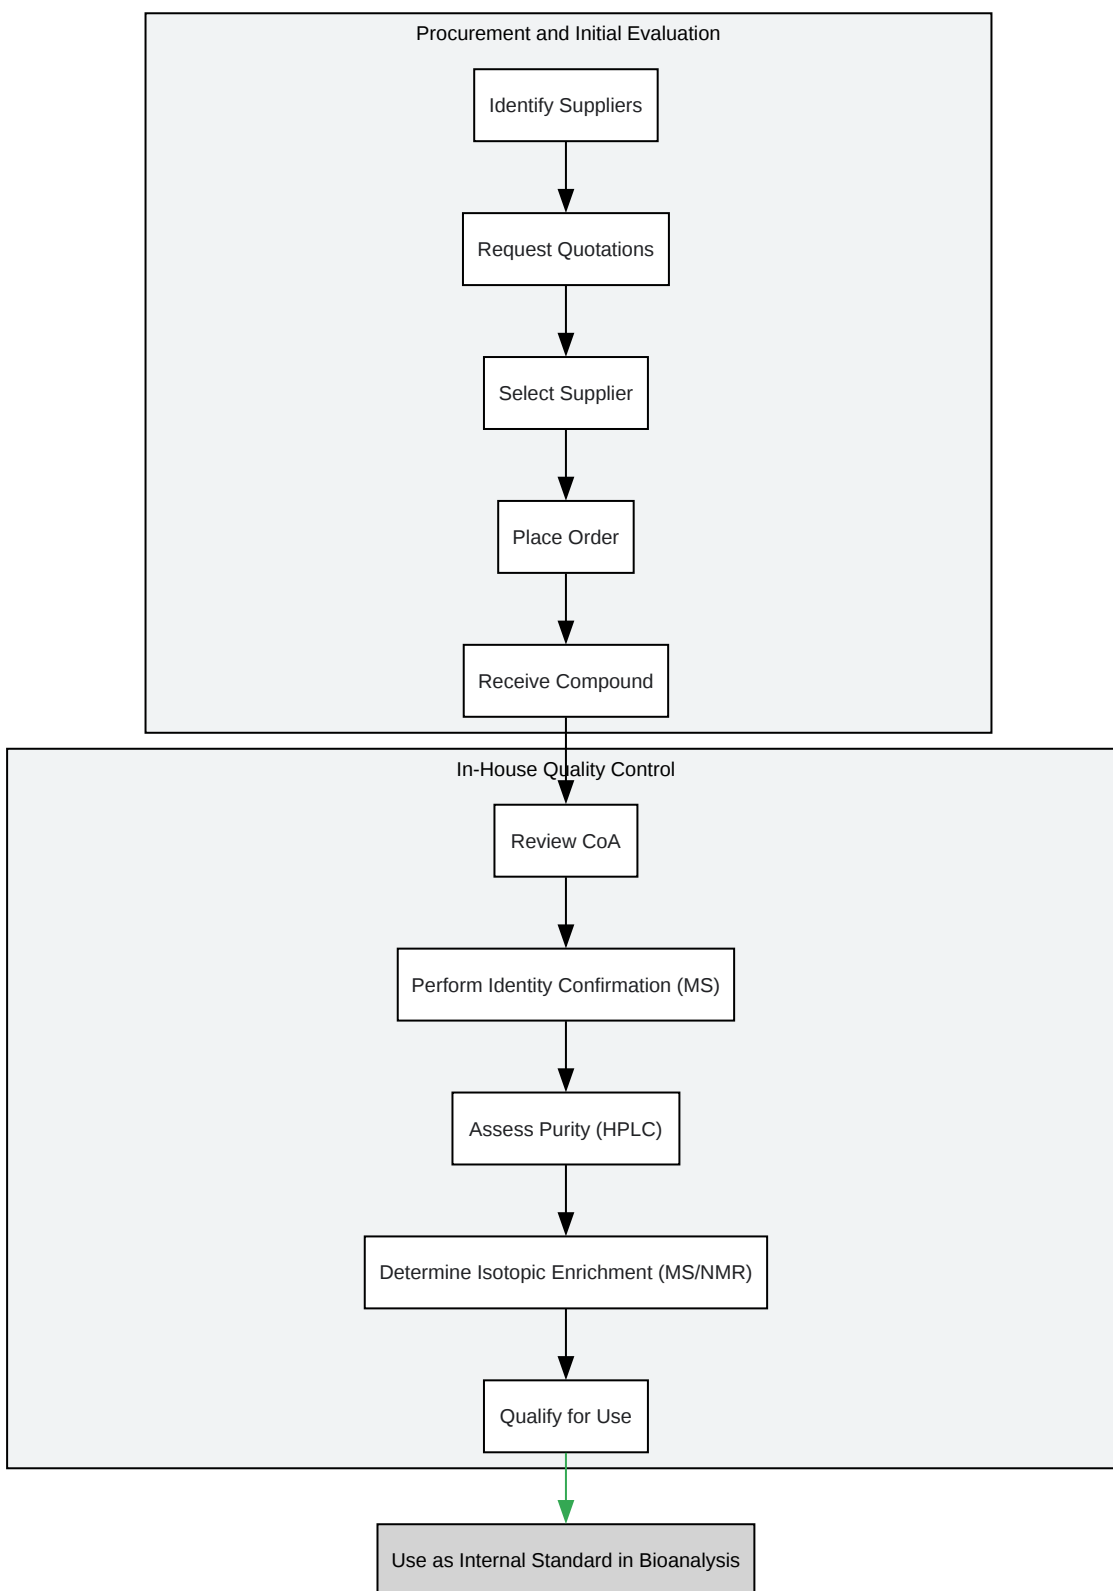 Procurement and Initial Evaluation
Identify Suppliers
Request Quotations
Select Supplier
Place Order
Receive Compound
In-House Quality Control
Review CoA
Perform Identity Confirmation (MS)
Assess Purity (HPLC)
Determine Isotopic Enrichment (MS/NMR)
Qualify for Use
Use as Internal Standard in Bioanalysis